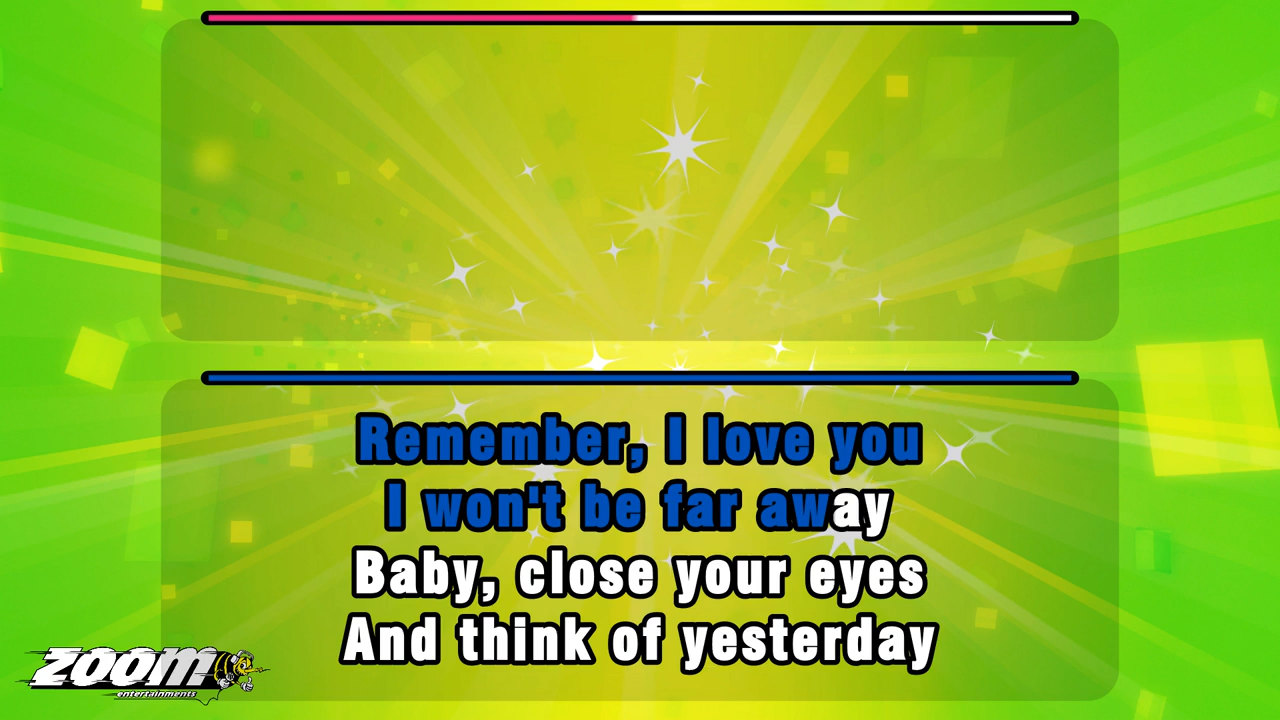 Remember, I love you
I won't be far away
Baby, close your eyes
And think of yesterday
ZOOM
entertainments